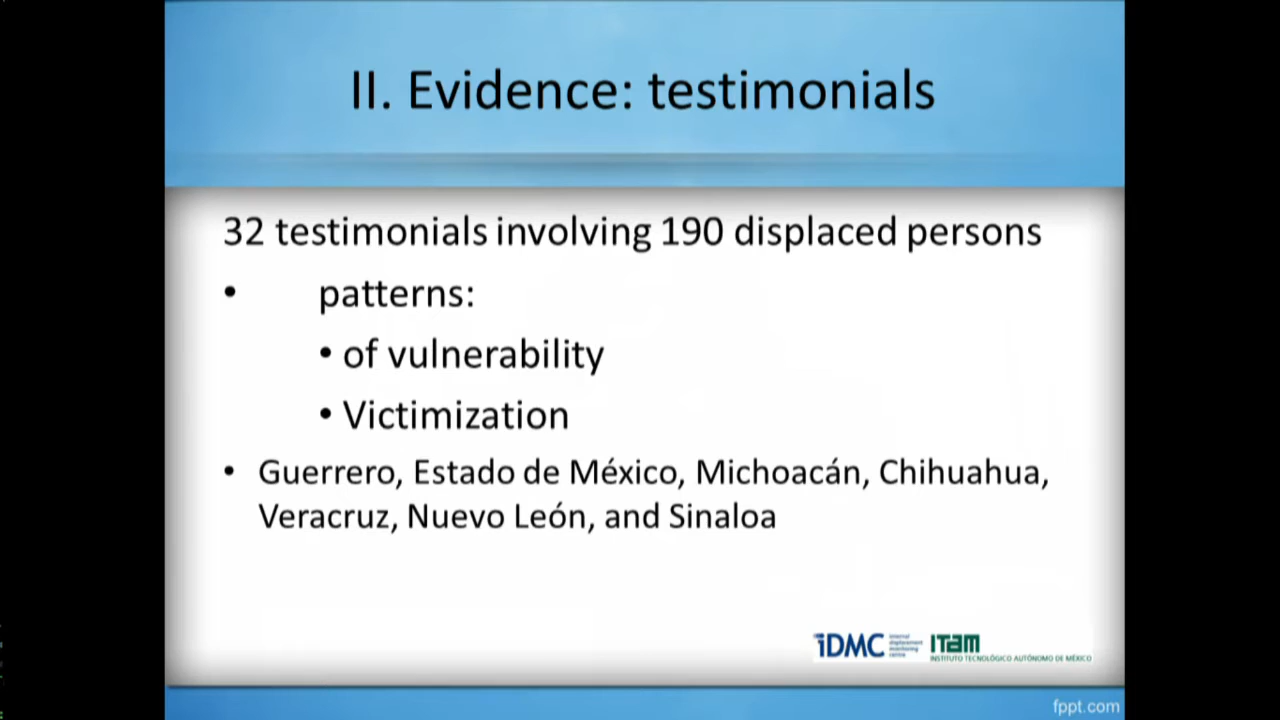 II. Evidence: testimonials
32 testimonials involving 190 displaced persons
• patterns:
• of vulnerability
• Victimization
• Guerrero, Estado de México, Michoacán, Chihuahua,
Veracruz, Nuevo León, and Sinaloa
iDMC
internal
displacement
monitoring
centre
ITAM
INSTITUTO TECNOLÓGICO AUTÓNOMO DE MÉXICO
fppt.com